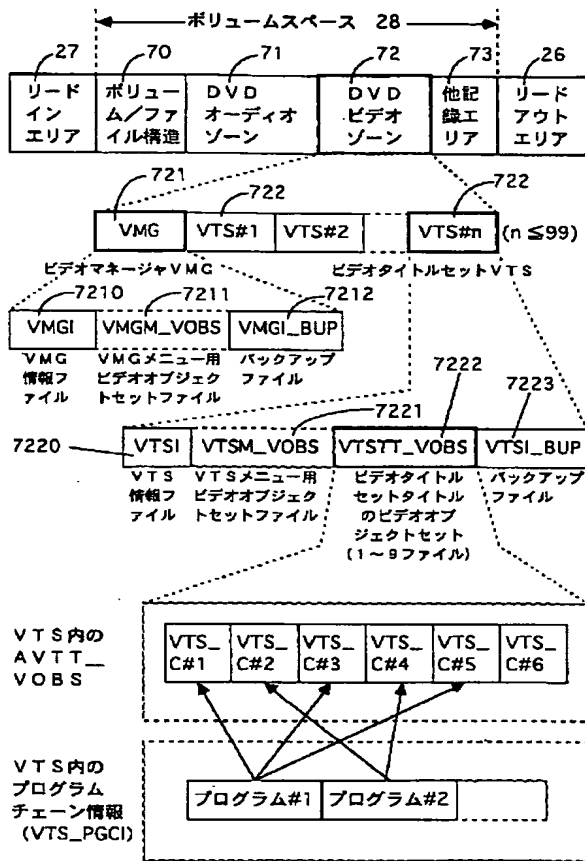 ボリュームスペース 28
27
70
71
72
73
26
リード
イン
エリア
ボリュー
ム/ファ
イル構造
DVD
オーディオ
ゾーン
DVD
ビデオ
ゾーン
他記
録エ
リア
リード
アウト
エリア
721
722
722
VMG
VTS#1
VTS#2
VTS#n
(n≦99)
ビデオマネージャVMG
ビデオタイトルセットVTS
7210
7211
7212
VMGI
VMGM_VOBS
VMGI_BUP
VMG
情報フ
ァイル
VMGメニュー用
ビデオオブジェク
トセットファイル
バックアップ
ファイル
7220
7221
7222
7223
VTSI
VTSM_VOBS
VTSTT_VOBS
VTSI_BUP
VTS
情報フ
ァイル
VTSメニュー用
ビデオオブジェク
トセットファイル
ビデオタイトル
セットタイトル
のビデオオブ
ジェクトセット
(1〜9ファイル)
バックアップ
ファイル
VTS内の
AVTT_
VOBS
VTS_
C#1
VTS_
C#2
VTS_
C#3
VTS_
C#4
VTS_
C#5
VTS_
C#6
VTS内の
プログラム
チェーン情報
(VTS_PGCI)
プログラム#1
プログラム#2